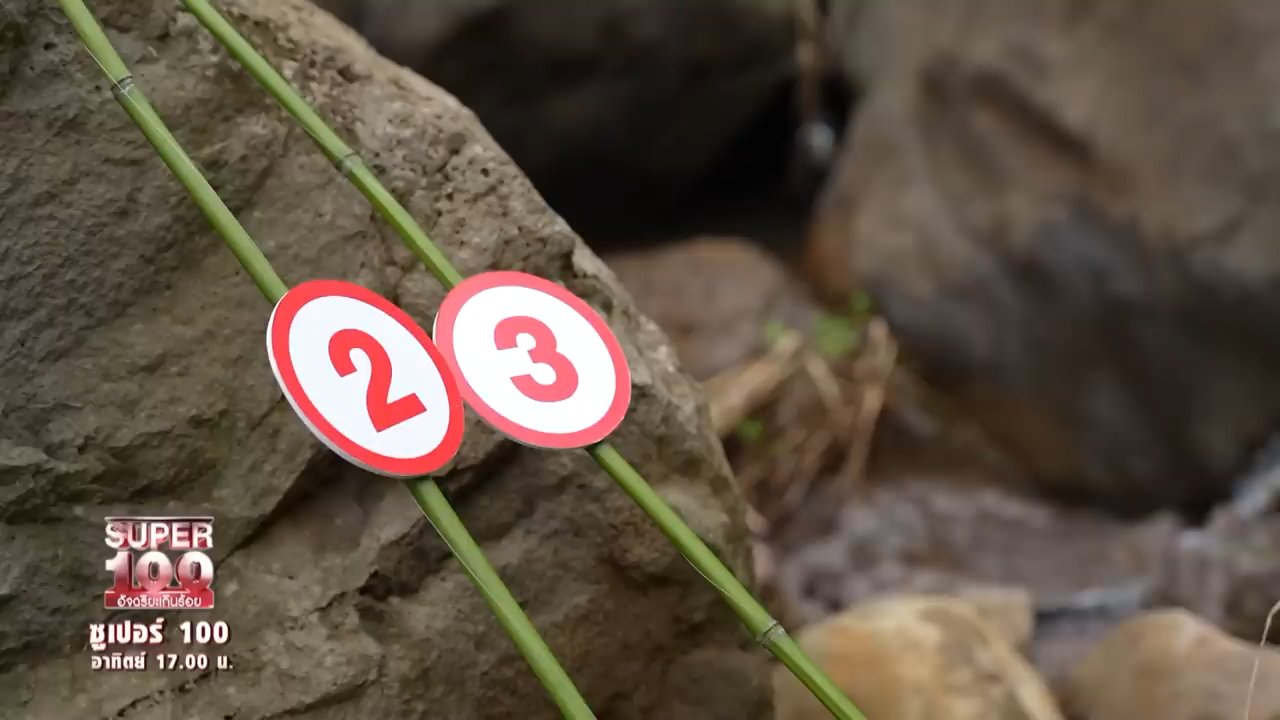 2
3
SUPER
100
อัจฉริยะเกินร้อย
ซูเปอร์ 100
อาทิตย์ 17.00 น.